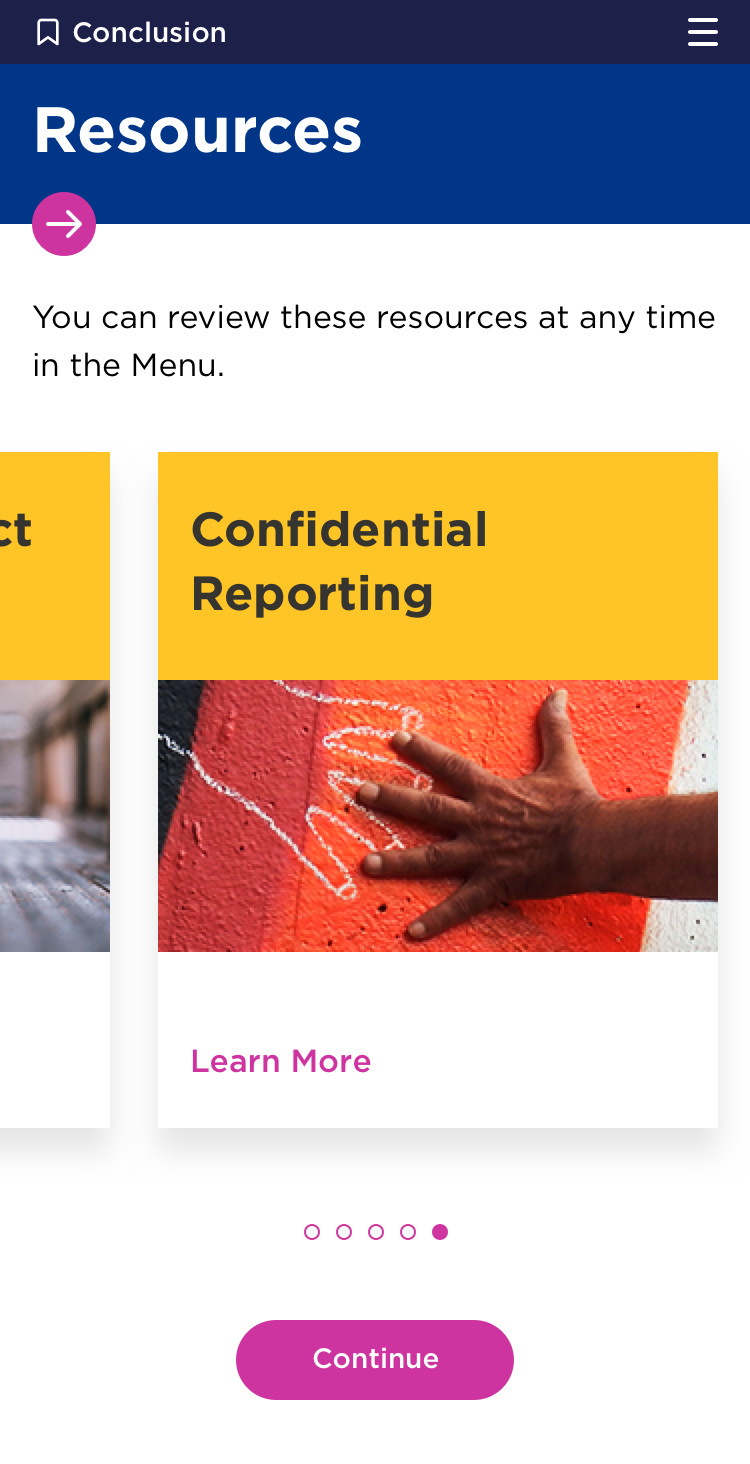 Conclusion
Resources
You can review these resources at any time
in the Menu.
ct
Confidential
Reporting
Learn More
Continue